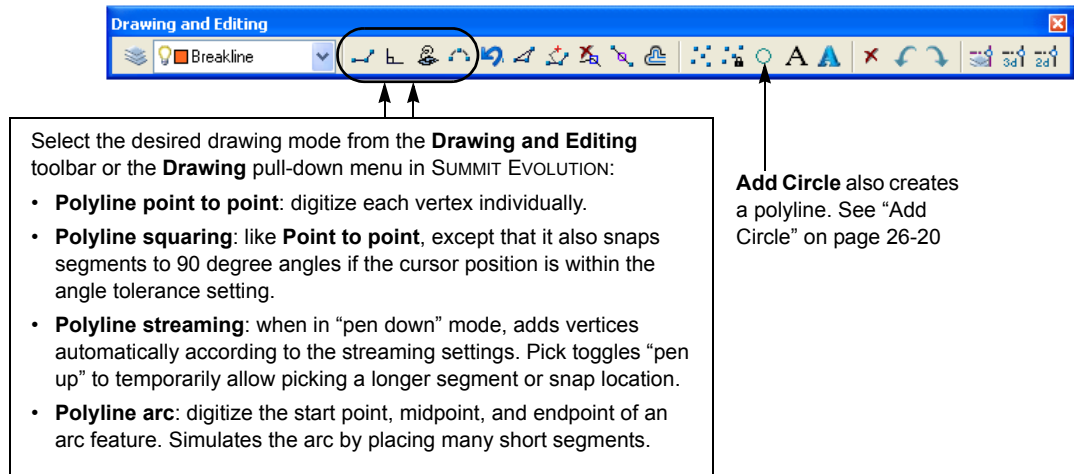 Drawing and Editing
Breakline
A A
3d 2d
Select the desired drawing mode from the Drawing and Editing
toolbar or the Drawing pull-down menu in SUMMIT EVOLUTION:
• Polyline point to point: digitize each vertex individually.
• Polyline squaring: like Point to point, except that it also snaps
segments to 90 degree angles if the cursor position is within the
angle tolerance setting.
• Polyline streaming: when in “pen down” mode, adds vertices
automatically according to the streaming settings. Pick toggles “pen
up” to temporarily allow picking a longer segment or snap location.
• Polyline arc: digitize the start point, midpoint, and endpoint of an
arc feature. Simulates the arc by placing many short segments.
Add Circle also creates
a polyline. See “Add
Circle” on page 26-20